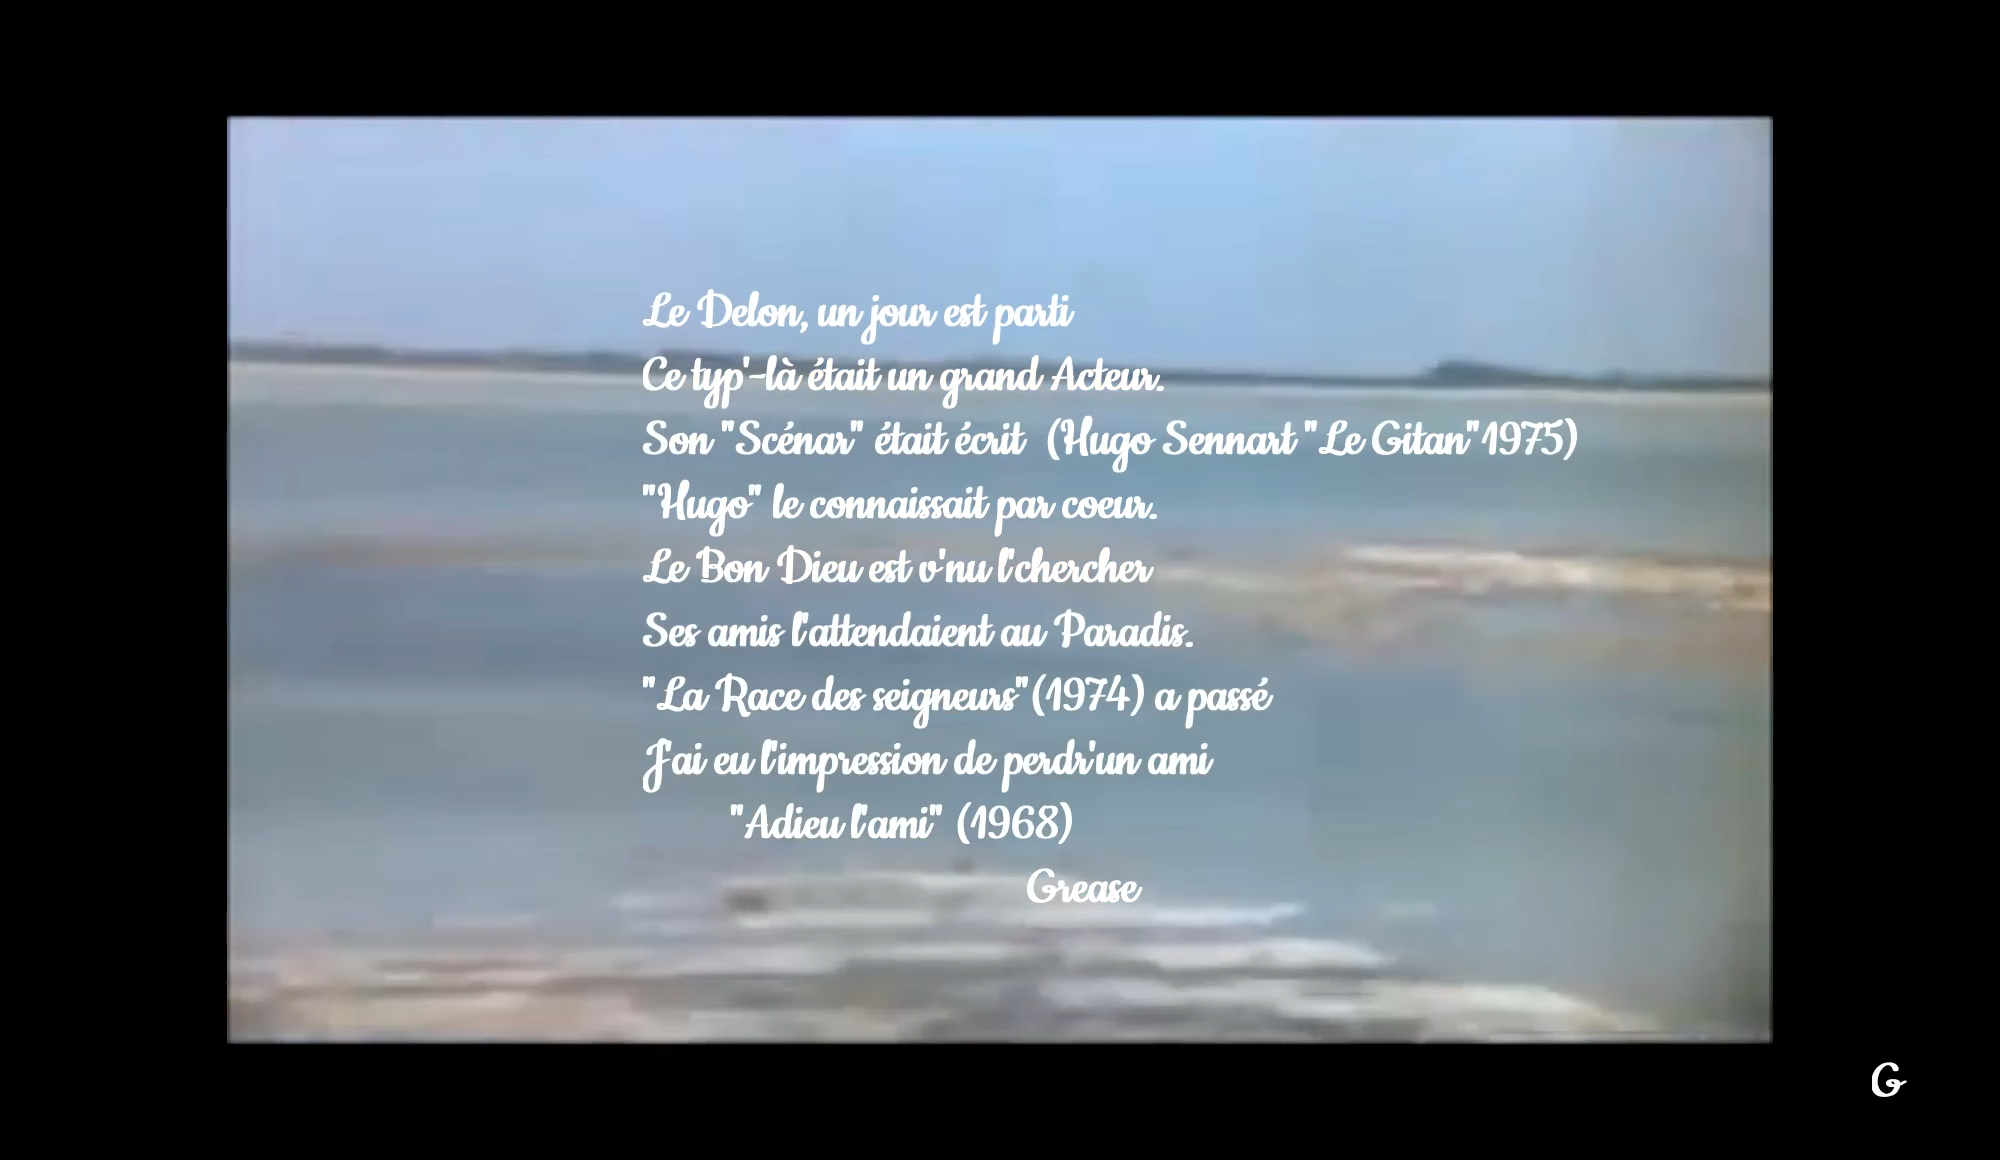 Le Delon, un jour est parti
Ce typ'-là était un grand Acteur.
Son "Scénar" était écrit (Hugo Sennart "Le Gitan"1975)
"Hugo" le connaissait par coeur.
Le Bon Dieu est v'nu l'chercher
Ses amis l'attendaient au Paradis.
"La Race des seigneurs"(1974) a passé
J'ai eu l'impression de perdr'un ami
"Adieu l'ami" (1968)
Grease
G